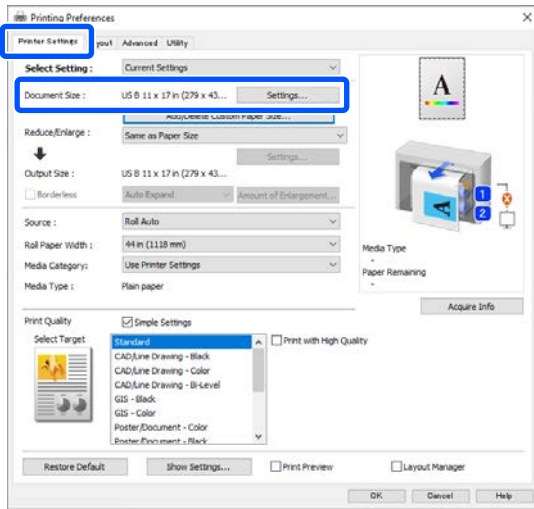 Printing Preferences
Printer Settings yout Advanced Utility
Select Setting : Current Settings
Document Size : US B 11 x 17 in (279 x 43... Settings...
Add/Delete Custom Paper Size...
Reduce/Enlarge : Same as Paper Size
Settings...
Output Size : US B 11 x 17 in (279 x 43...
Borderless Auto Expand Amount of Enlargement...
Source : Roll Auto
Roll Paper Width : 44 in (1118 mm)
Media Category: Use Printer Settings
Media Type : Plain paper
A
A
1
2
Media Type
-
Paper Remaining
-
Acquire Info
Print Quality Simple Settings
Select Target
Standard
CAD/Line Drawing - Black
CAD/Line Drawing - Color
CAD/Line Drawing - Bi-Level
GIS - Black
GIS - Color
Poster/Document - Color
Poster/Document - Black
Print with High Quality
Restore Default Show Settings... Print Preview Layout Manager
OK Cancel Help